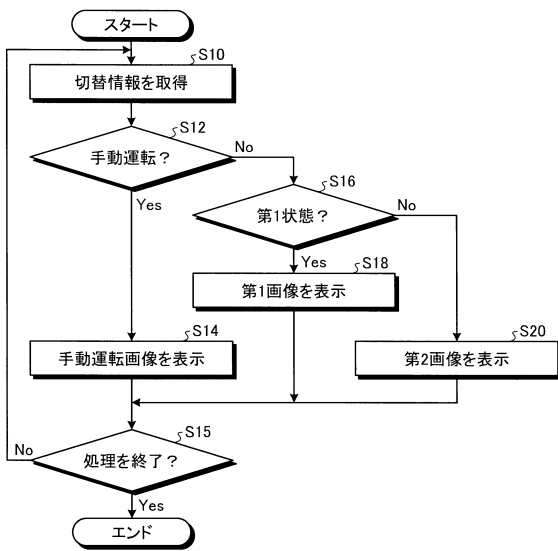 スタート
S10
切替情報を取得
S12
手動運転？
No
S16
Yes
第1状態？
No
Yes
S18
第1画像を表示
S14
S20
手動運転画像を表示
第2画像を表示
S15
No
処理を終了？
Yes
エンド